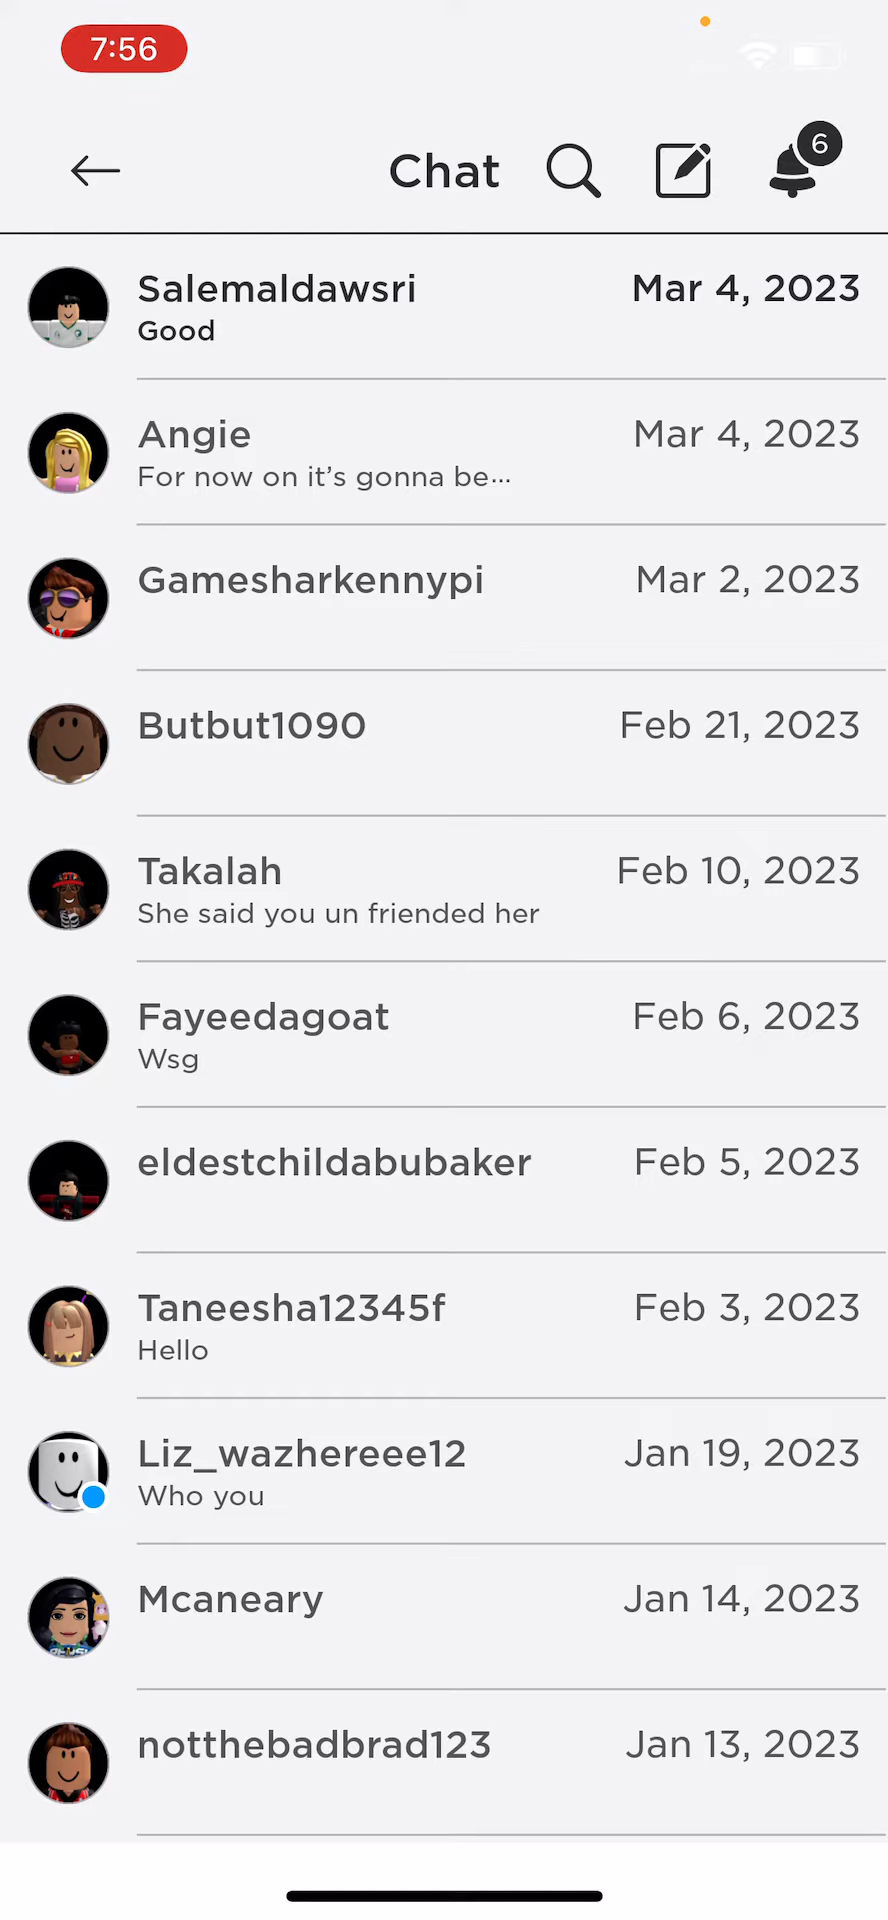 7:56
Chat
6
Salemaldawsri Mar 4, 2023
Good
Angie Mar 4, 2023
For now on it’s gonna be...
Gamesharkennypi Mar 2, 2023
Butbut1090 Feb 21, 2023
Takalah Feb 10, 2023
She said you un friended her
Fayeedagoat Feb 6, 2023
Wsg
eldestchildabubaker Feb 5, 2023
Taneesha12345f Feb 3, 2023
Hello
Liz_wazhereee12 Jan 19, 2023
Who you
Mcaneary Jan 14, 2023
notthebadbrad123 Jan 13, 2023